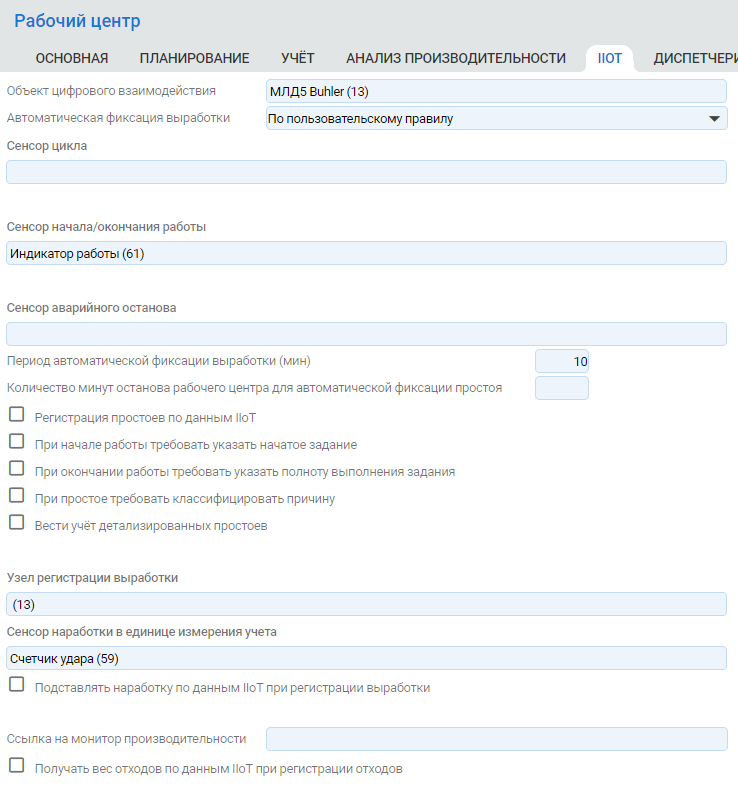 Рабочий центр
ОСНОВНАЯ ПЛАНИРОВАНИЕ УЧЁТ АНАЛИЗ ПРОИЗВОДИТЕЛЬНОСТИ IIOT ДИСПЕТЧЕРИ
Объект цифрового взаимодействия МЛД5 Buhler (13)
Автоматическая фиксация выработки По пользовательскому правилу
Сенсор цикла
Сенсор начала/окончания работы
Индикатор работы (61)
Сенсор аварийного останова
Период автоматической фиксации выработки (мин) 10
Количество минут останова рабочего центра для автоматической фиксации простоя
Регистрация простоев по данным IIoT
При начале работы требовать указать начатое задание
При окончании работы требовать указать полноту выполнения задания
При простое требовать классифицировать причину
Вести учёт детализированных простоев
Узел регистрации выработки
(13)
Сенсор наработки в единице измерения учета
Счетчик удара (59)
Подставлять наработку по данным IIoT при регистрации выработки
Ссылка на монитор производительности
Получать вес отходов по данным IIoT при регистрации отходов